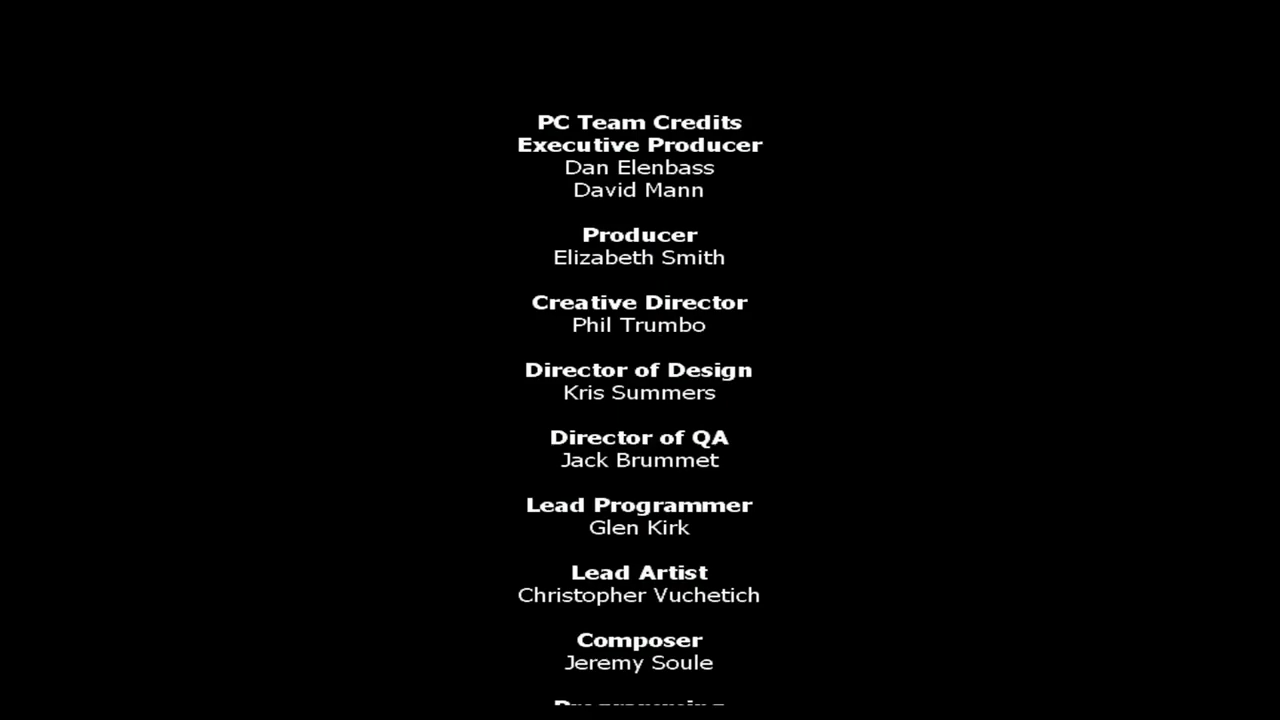 PC Team Credits
Executive Producer
Dan Elenbass
David Mann
Producer
Elizabeth Smith
Creative Director
Phil Trumbo
Director of Design
Kris Summers
Director of QA
Jack Brummet
Lead Programmer
Glen Kirk
Lead Artist
Christopher Vuchetich
Composer
Jeremy Soule